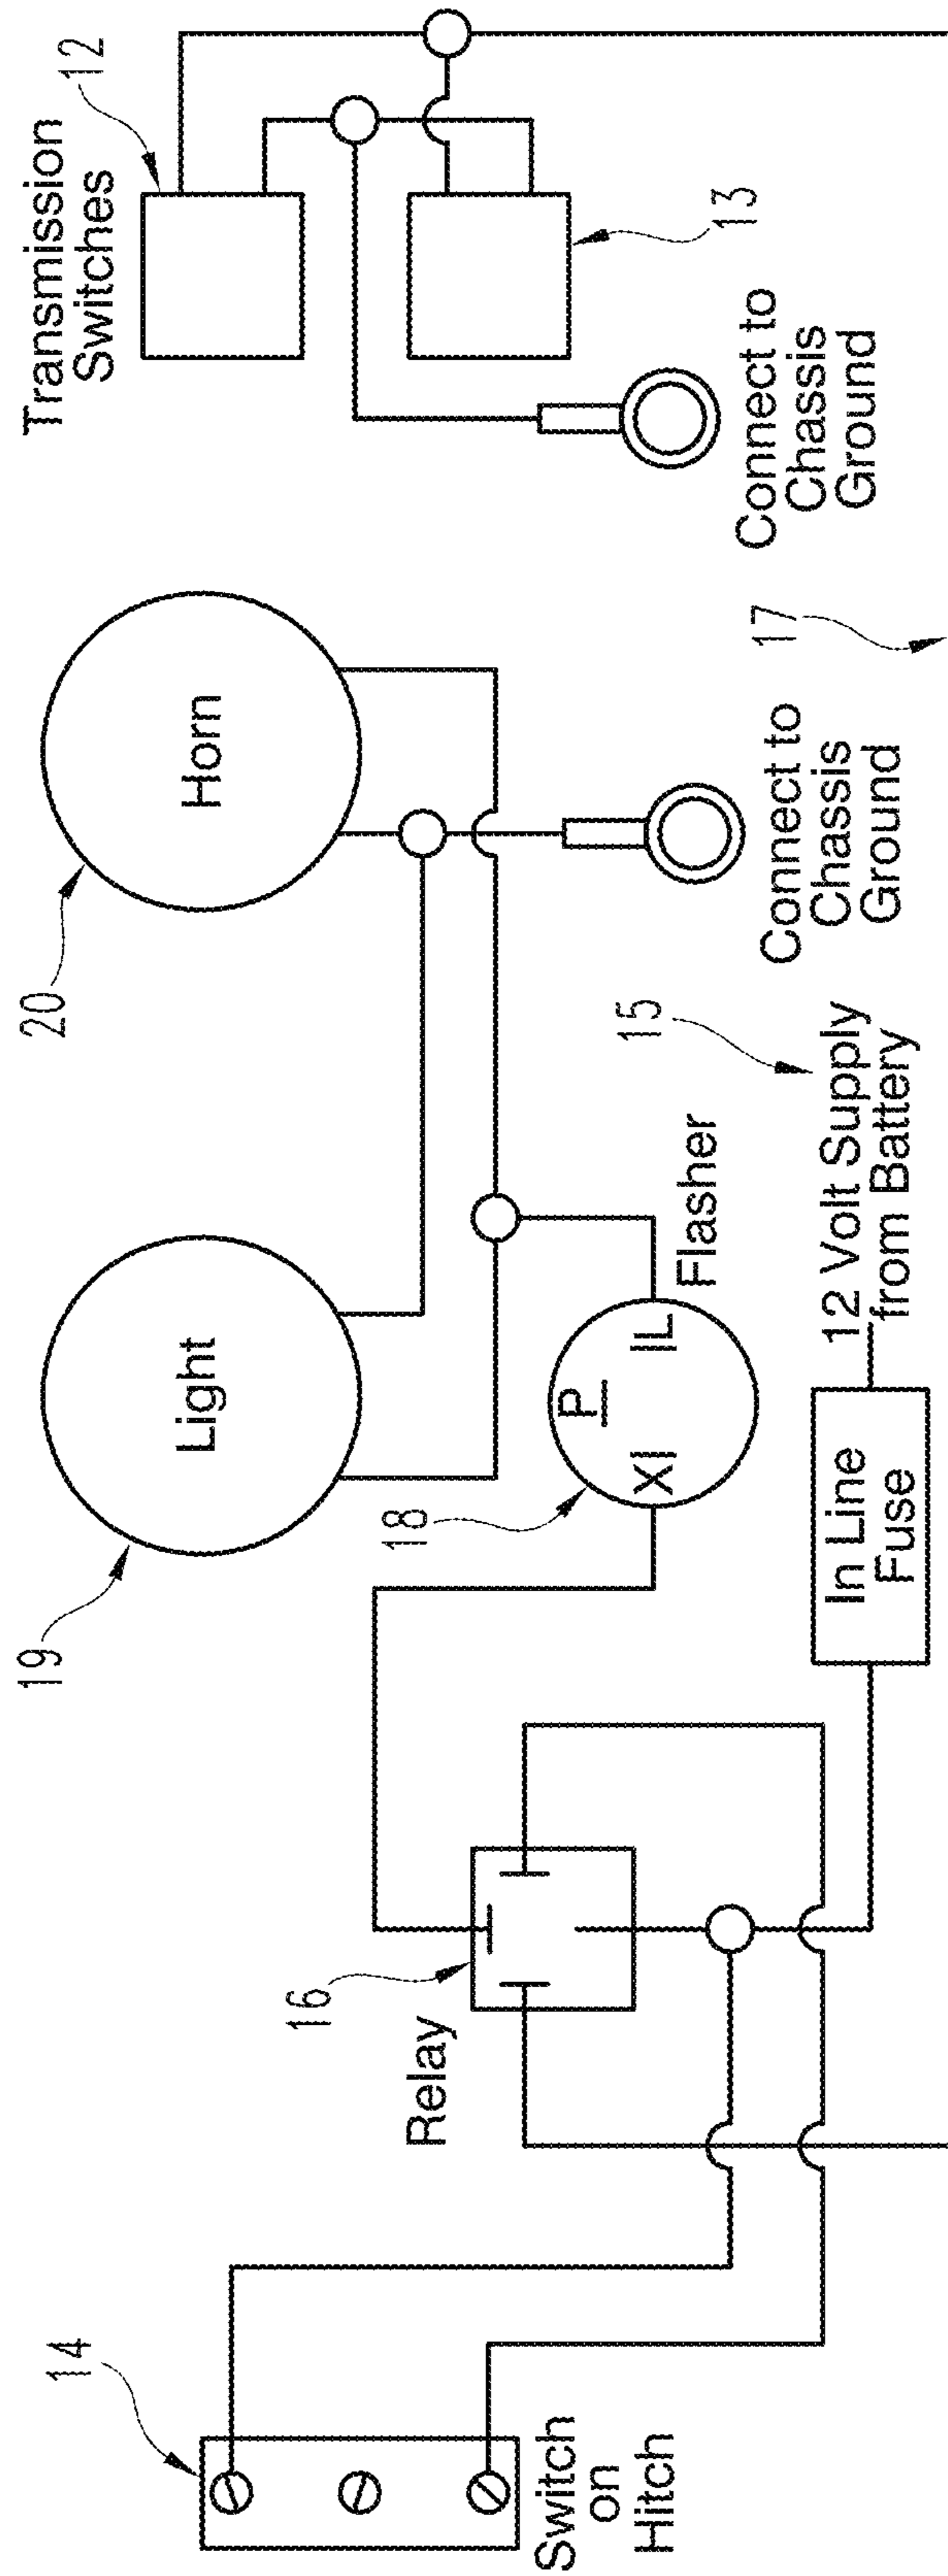 14
Switch
on
Hitch
19
Light
20
Horn
Transmission
Switches
12
13
Relay
16
18
P
XI
IL
Flasher
In Line
Fuse
15
12 Volt Supply
from Battery
Connect to
Chassis
Ground
17
Connect to
Chassis
Ground